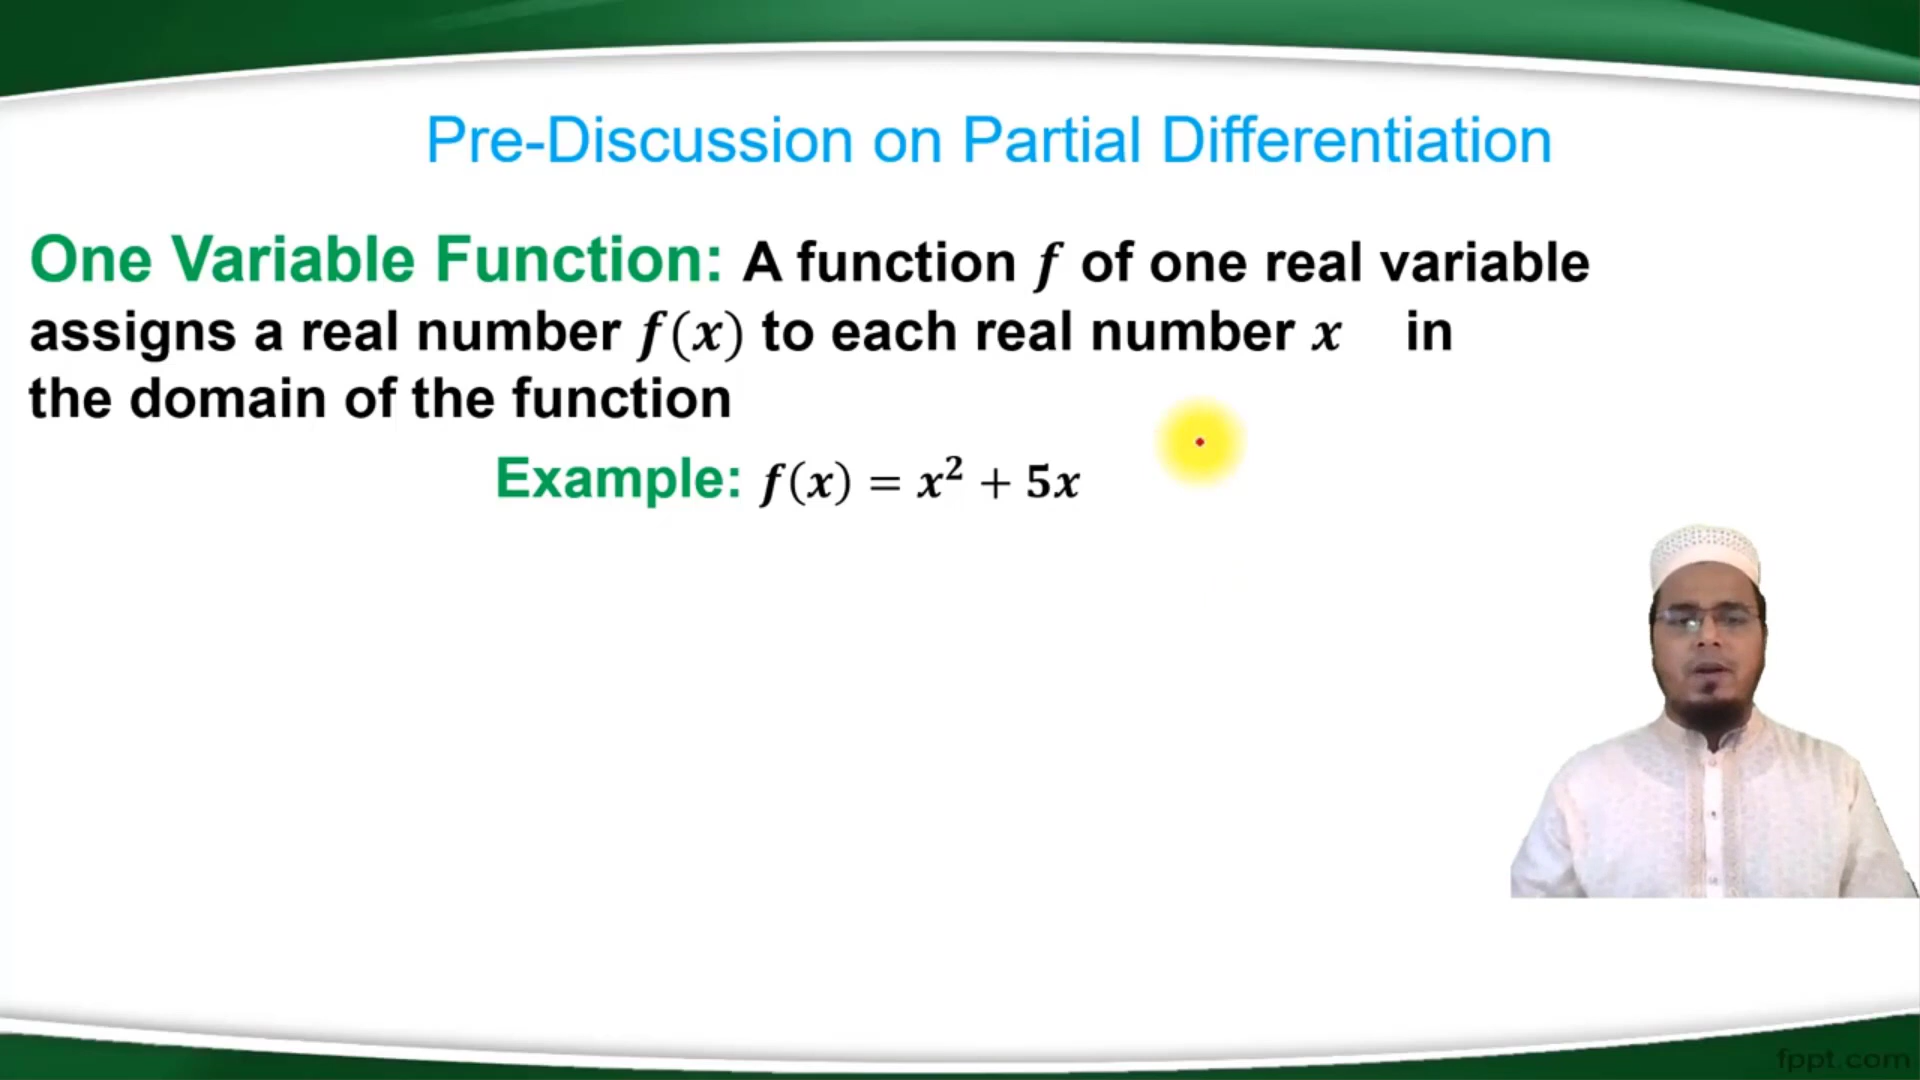 Pre-Discussion on Partial Differentiation
One Variable Function: A function f of one real variable
assigns a real number f(x) to each real number x in
the domain of the function
Example: f(x) = x² + 5x
fppt.com